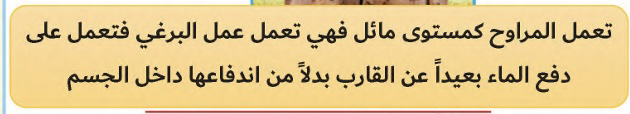 تعمل المراوح كمستوى مائل فهي تعمل عمل البرغي فتعمل على
دفع الماء بعيداً عن القارب بدلاً من اندفاعها داخل الجسم